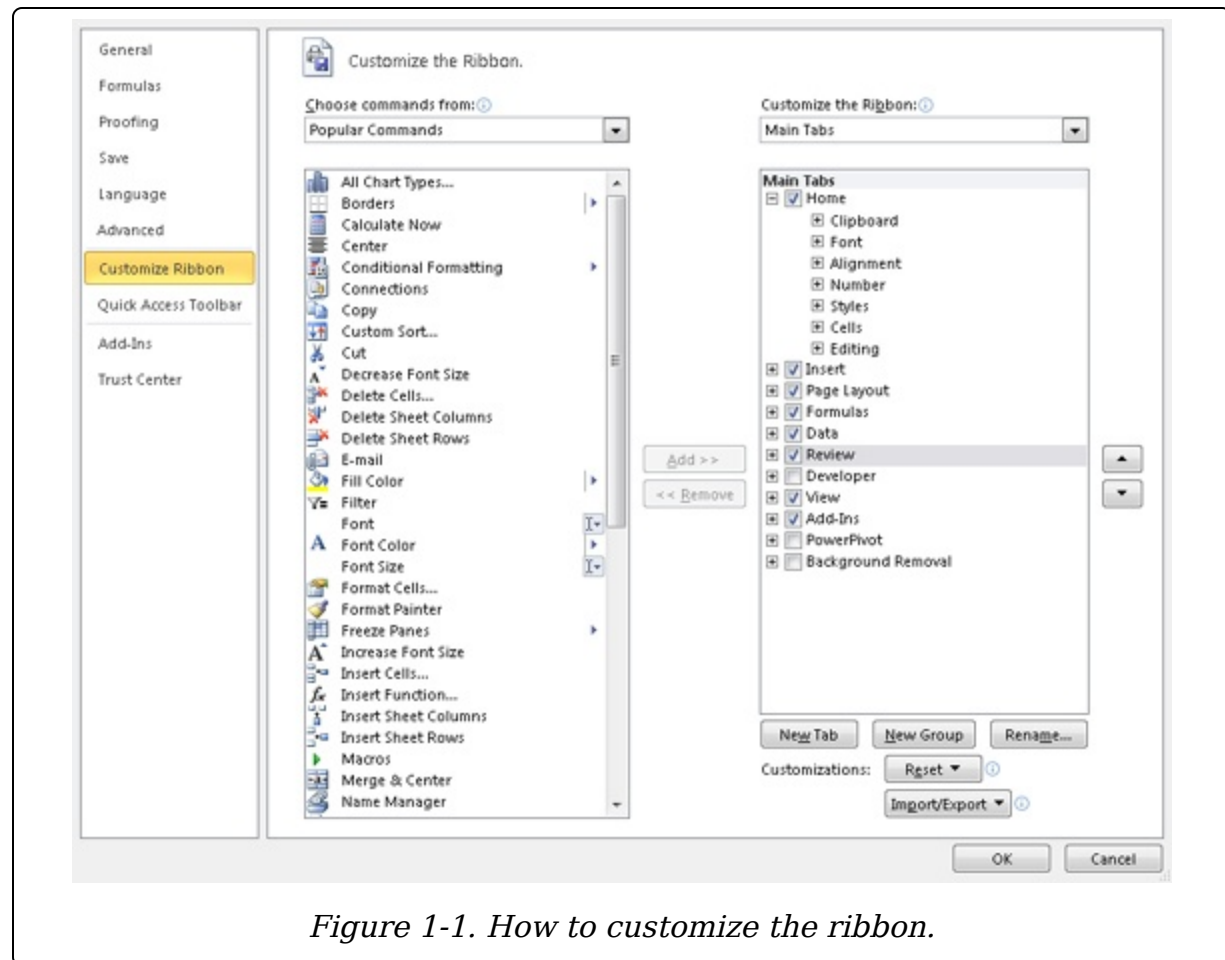 General
Formulas
Proofing
Save
Language
Advanced
Customize Ribbon
Quick Access Toolbar
Add-Ins
Trust Center
Customize the Ribbon.
Choose commands from:
Popular Commands
All Chart Types...
Borders
Calculate Now
Center
Conditional Formatting
Connections
Copy
Custom Sort...
Cut
Decrease Font Size
Delete Cells...
Delete Sheet Columns
Delete Sheet Rows
E-mail
Fill Color
Filter
Font
Font Color
Font Size
Format Cells...
Format Painter
Freeze Panes
Increase Font Size
Insert Cells...
Insert Function...
Insert Sheet Columns
Insert Sheet Rows
Macros
Merge & Center
Name Manager
Add >>
<< Remove
Customize the Ribbon:
Main Tabs
Main Tabs
Home
Clipboard
Font
Alignment
Number
Styles
Cells
Editing
Insert
Page Layout
Formulas
Data
Review
Developer
View
Add-Ins
PowerPivot
Background Removal
New Tab New Group Rename...
Customizations: Reset
Import/Export
OK Cancel
Figure 1-1. How to customize the ribbon.